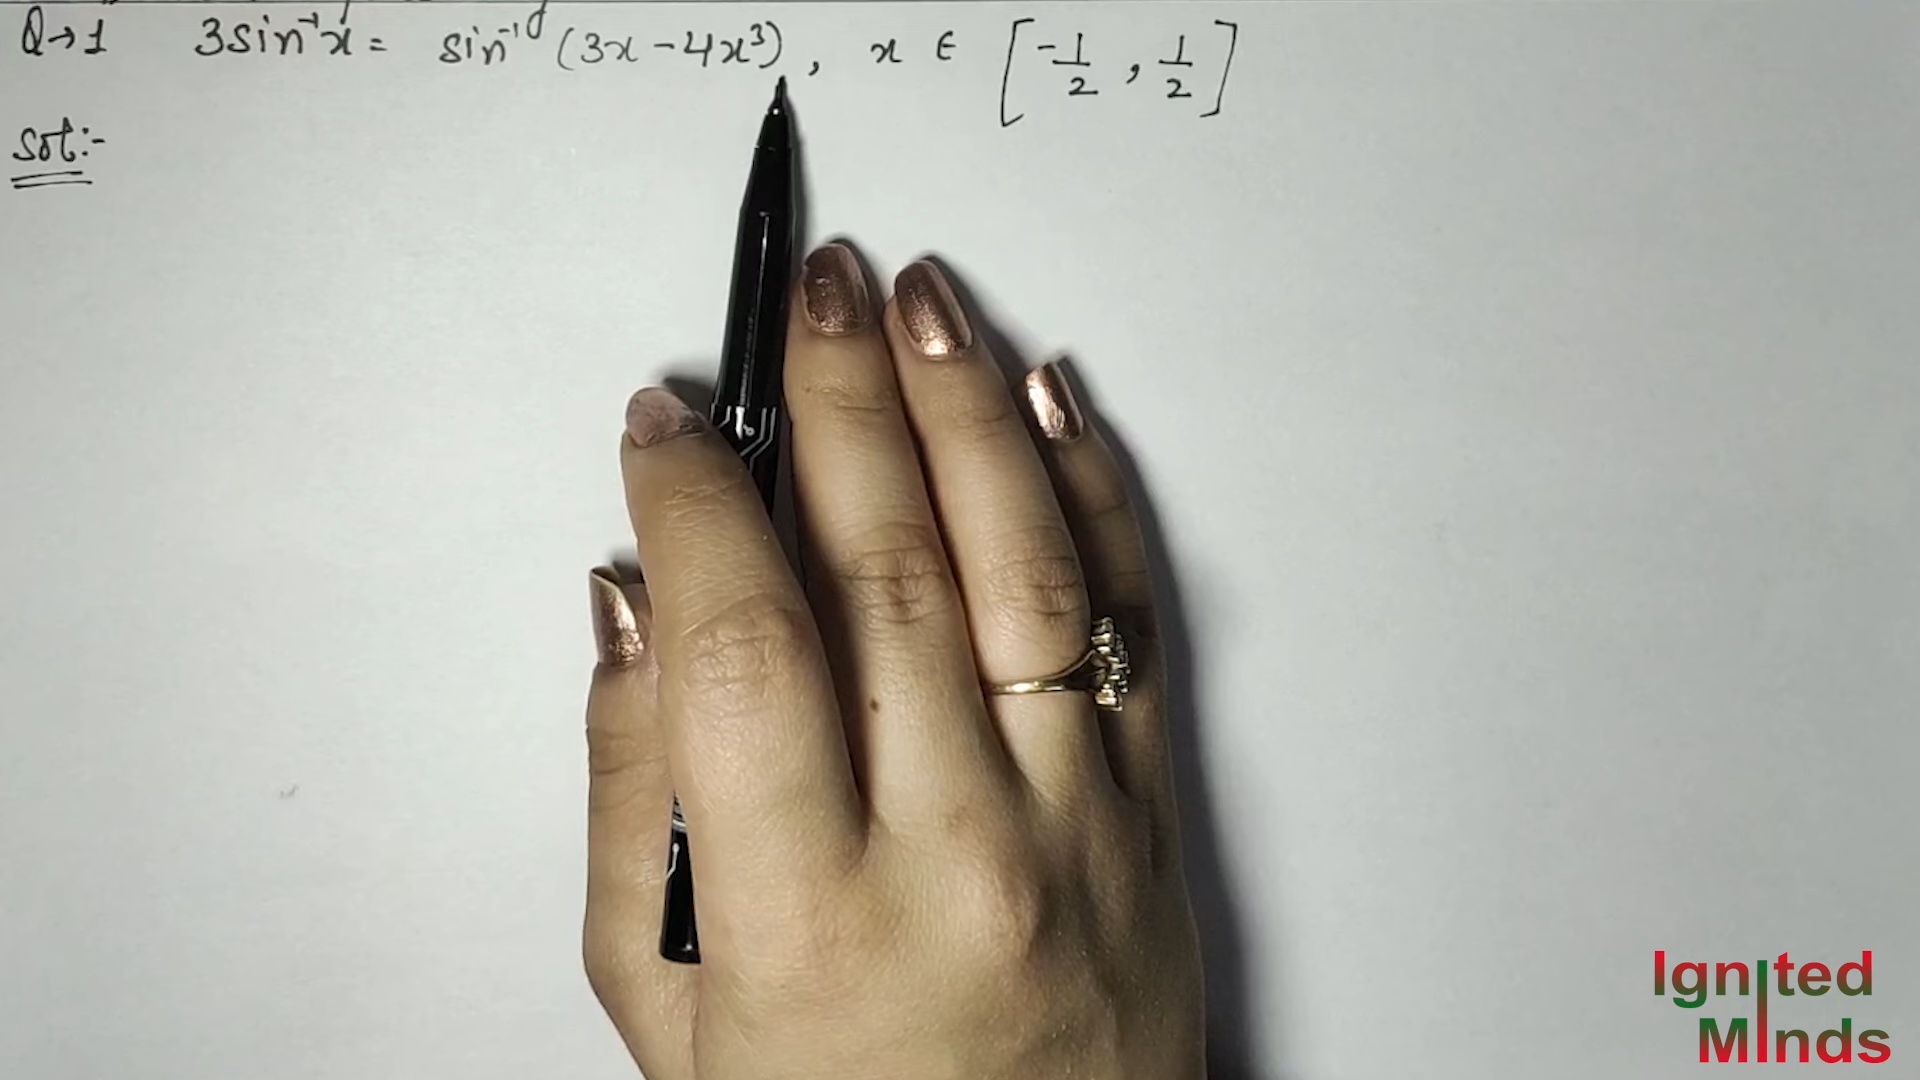 Q→1 3sin⁻¹x = sin⁻¹(3x-4x³), x ∈ [-1/2, 1/2]
Sol:-
Ignited
Minds